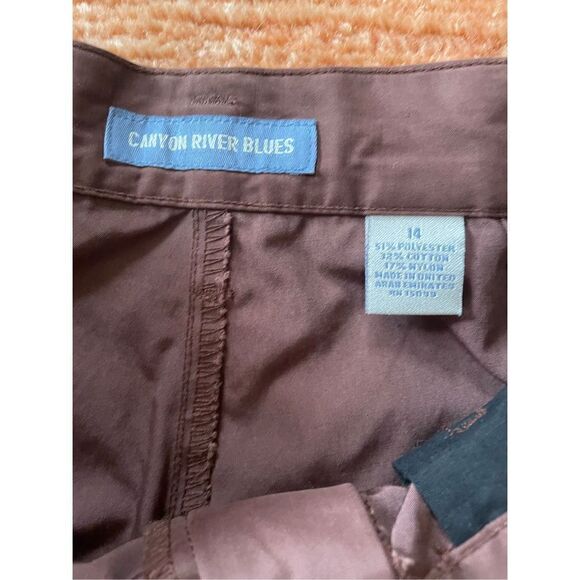 CANYON RIVER BLUES
14
51% POLYESTER
32% COTTON
17% NYLON
MADE IN UNITED
ARAB EMIRATES
RN 15099